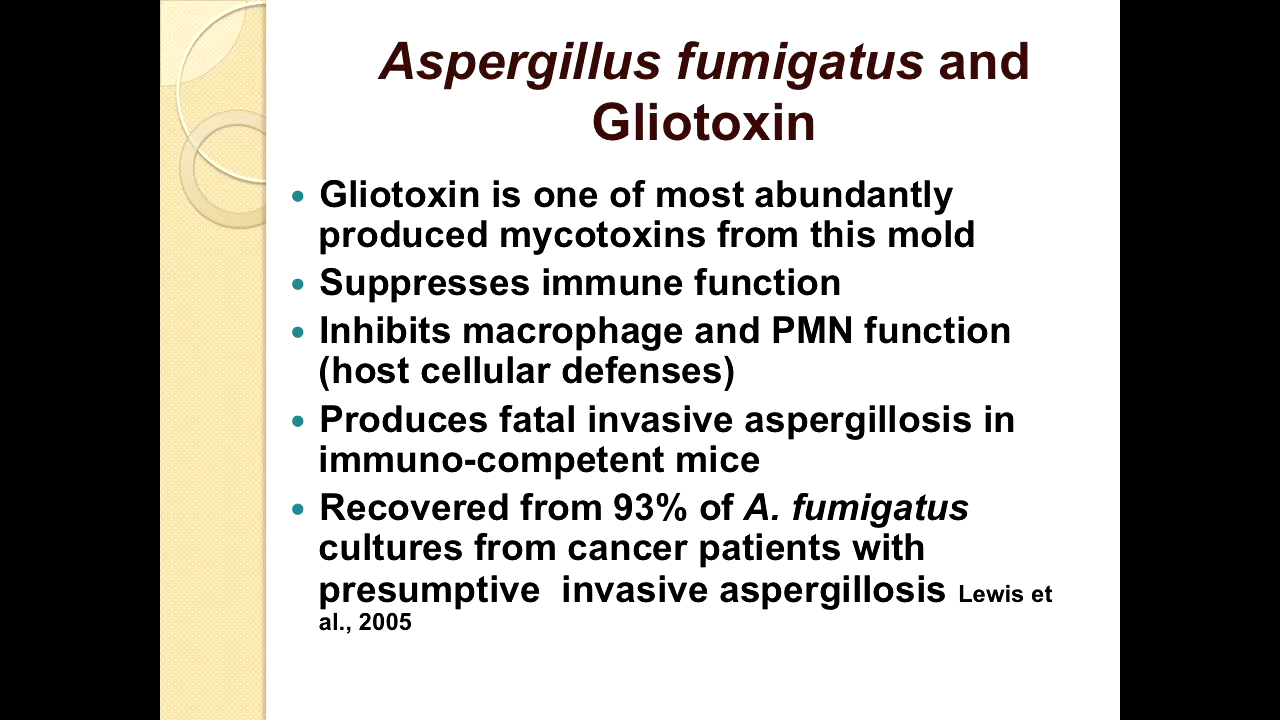 Aspergillus fumigatus and
Gliotoxin
• Gliotoxin is one of most abundantly
produced mycotoxins from this mold
• Suppresses immune function
• Inhibits macrophage and PMN function
(host cellular defenses)
• Produces fatal invasive aspergillosis in
immuno-competent mice
• Recovered from 93% of A. fumigatus
cultures from cancer patients with
presumptive  invasive aspergillosis Lewis et
al., 2005